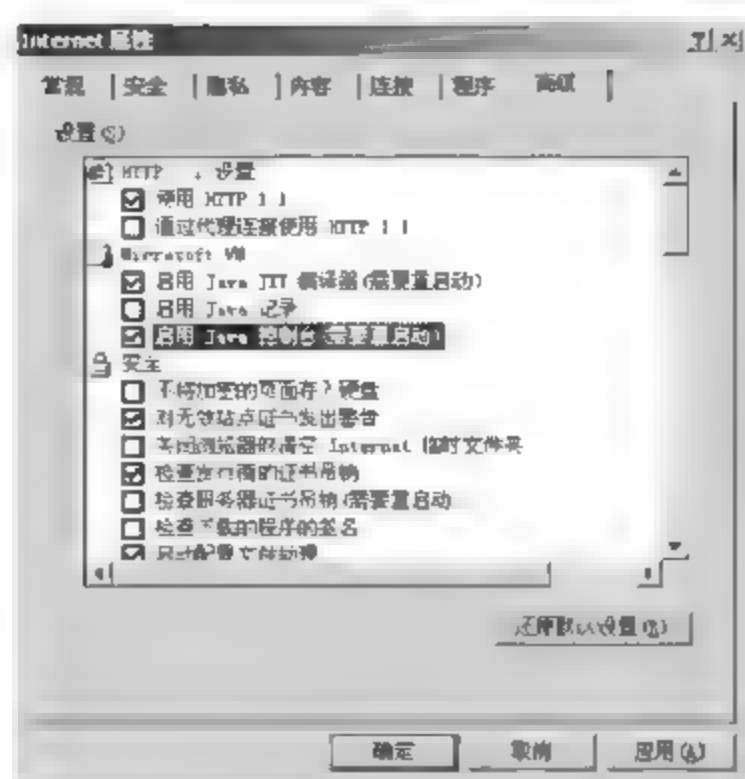 Internet 属性
常规 安全 隐私 内容 连接 程序 高级
设置(S)
HTTP 设置
使用 HTTP 1.1
通过代理连接使用 HTTP 1.1
Microsoft VM
启用 Java JIT 编译器(需要重启动)
启用 Java 记录
启用 Java 控制台(需要重启动)
安全
不将加密的页面存入硬盘
对无效站点证书发出警告
关闭浏览器时清空 Internet 临时文件夹
检查发行商的证书吊销
检查服务器证书吊销(需要重启动)
检查下载的程序的签名
启动配置文件助理
还原默认设置(R)
确定 取消 应用(A)